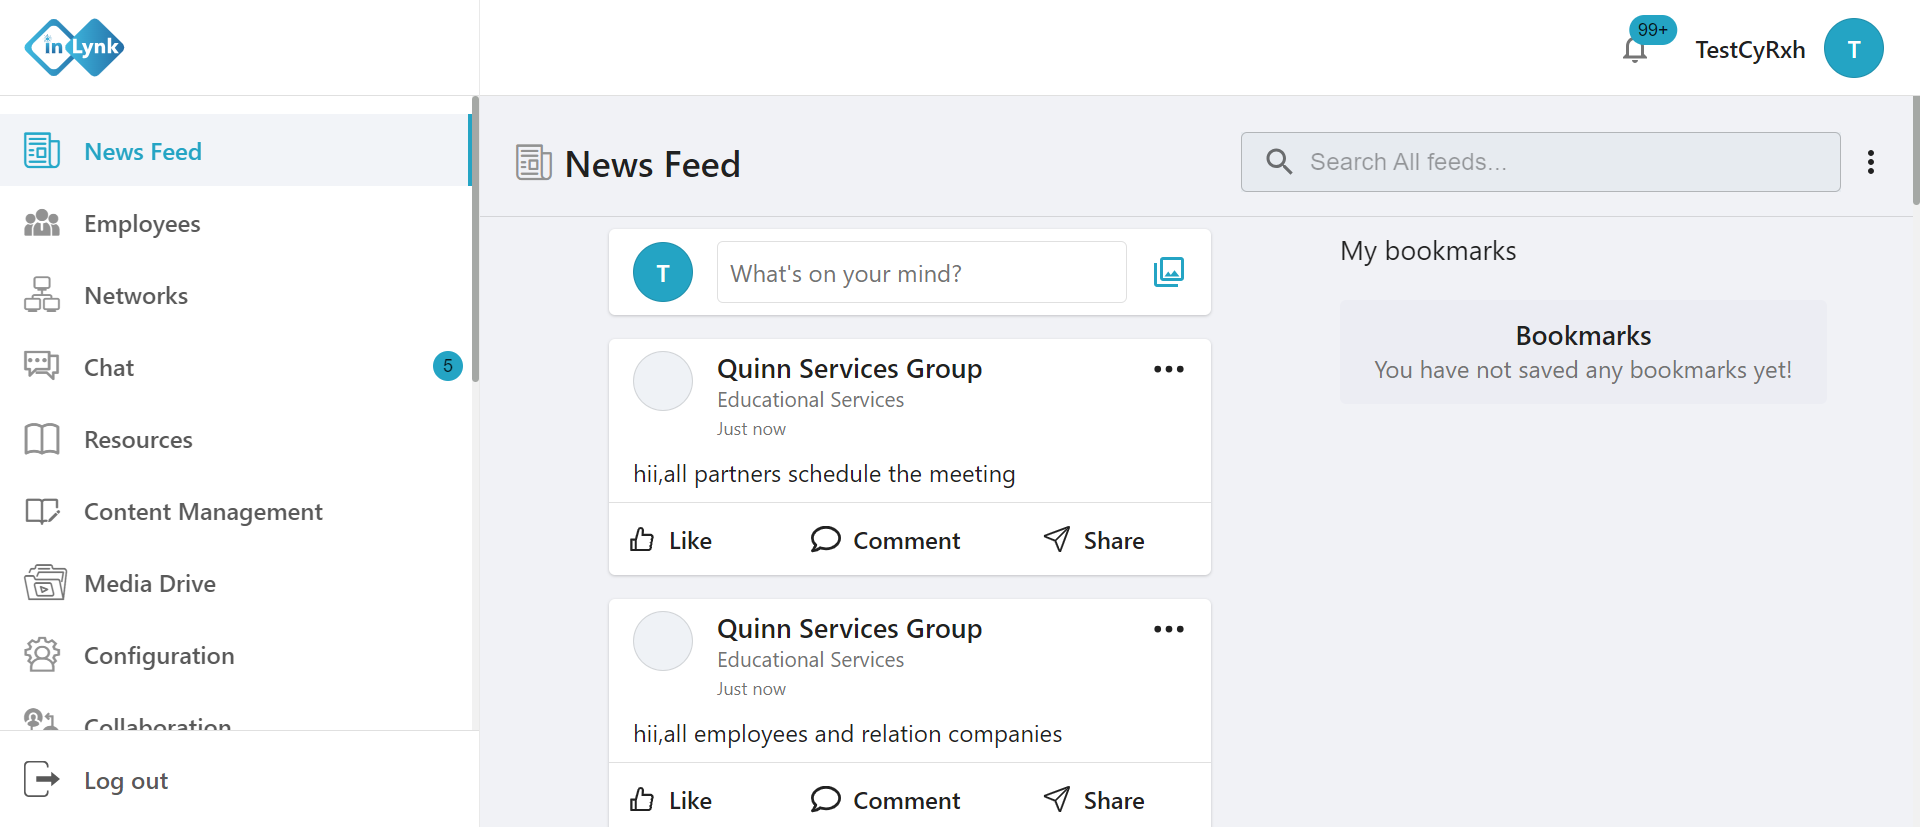 in Lynk
99+
TestCyRxh
T
News Feed
Employees
Networks
Chat
5
Resources
Content Management
Media Drive
Configuration
Collaboration
Log out
News Feed
Search All feeds...
T
What's on your mind?
Quinn Services Group
Educational Services
Just now
hii,all partners schedule the meeting
Like
Comment
Share
Quinn Services Group
Educational Services
Just now
hii,all employees and relation companies
Like
Comment
Share
My bookmarks
Bookmarks
You have not saved any bookmarks yet!